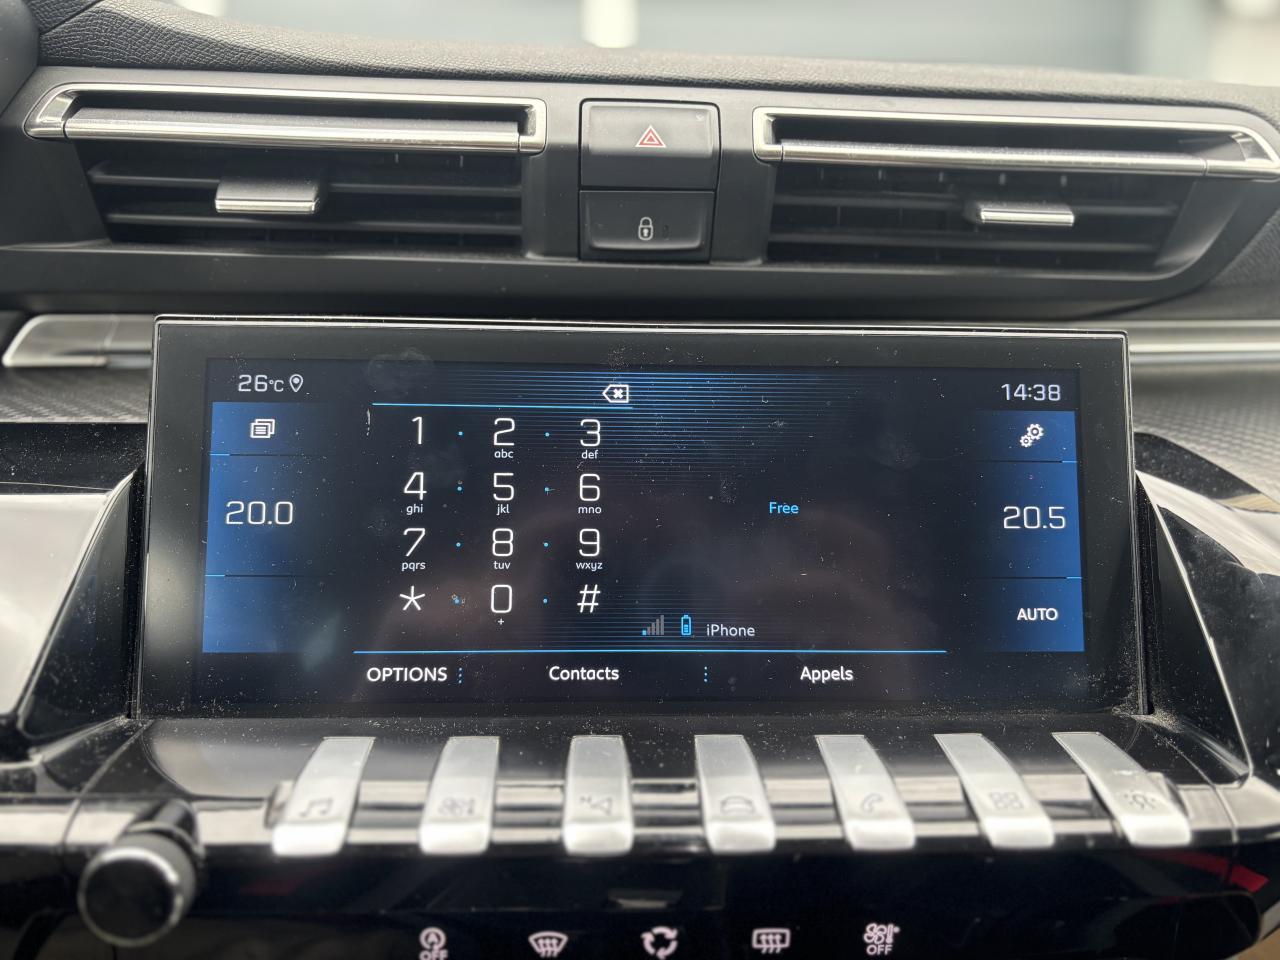 26°C
14:38
1 2 3
abc def
4 5 6
ghi jkl mno
7 8 9
pqrs tuv wxyz
* 0 #
+
20.0
Free
20.5
AUTO
iPhone
OPTIONS Contacts Appels
N
A
OFF
OFF